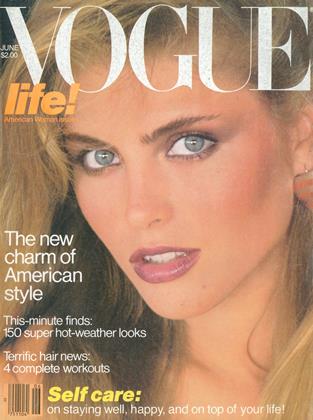 VOGUE
JUNE
$2.00
life!
American Woman issue
The new
charm of
American
style
This-minute finds:
150 super hot-weather looks
Terrific hair news:
4 complete workouts
Self care:
on staying well, happy, and on top of your life!